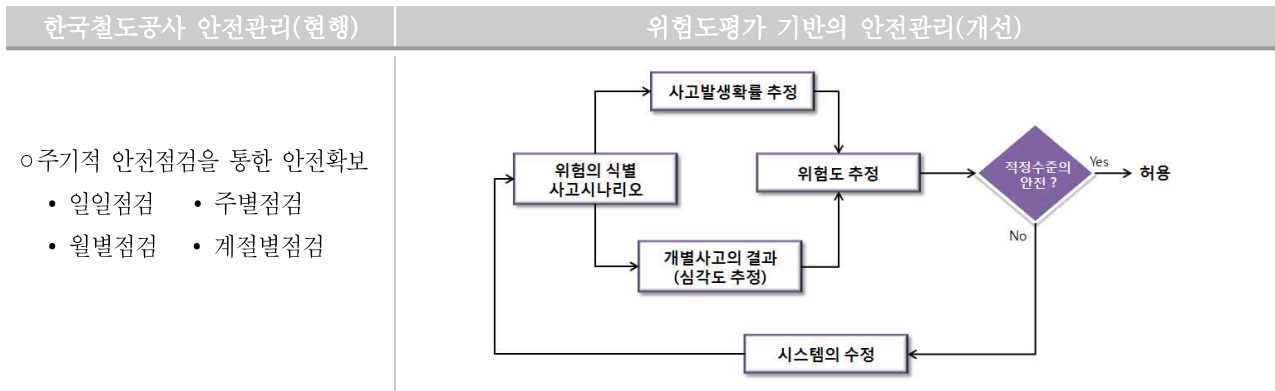 한국철도공사 안전관리(현행)
위험도평가 기반의 안전관리(개선)
○주기적 안전점검을 통한 안전확보
• 일일점검 • 주별점검
• 월별점검 • 계절별점검
사고발생확률 추정
위험의 식별
사고시나리오
위험도 추정
적정수준의
안전 ?
Yes
허용
No
개별사고의 결과
(심각도 추정)
시스템의 수정